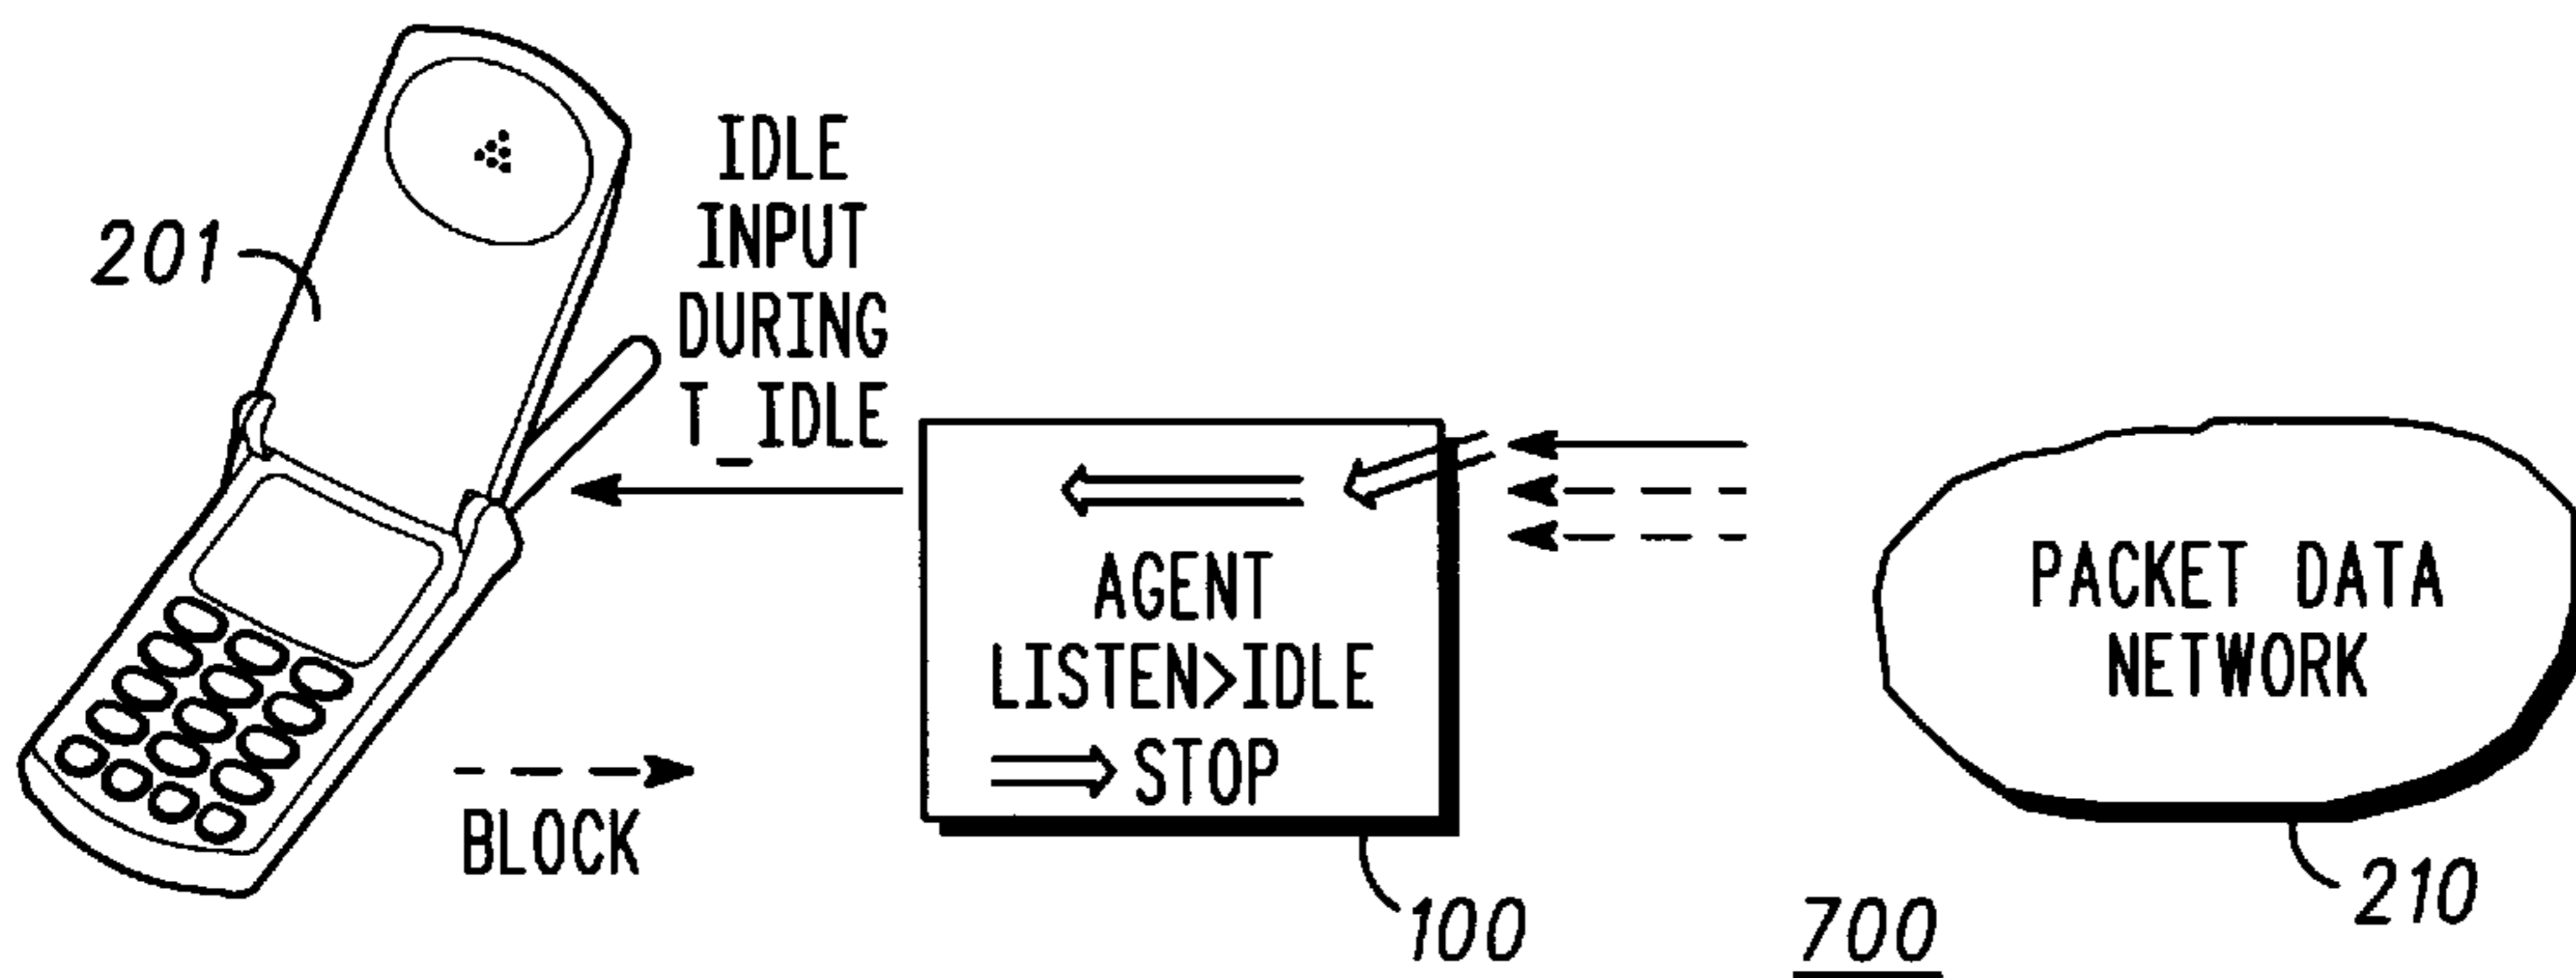 201
IDLE
INPUT
DURING
T_IDLE
AGENT
LISTEN>IDLE
STOP
BLOCK
PACKET DATA
NETWORK
100
700
210